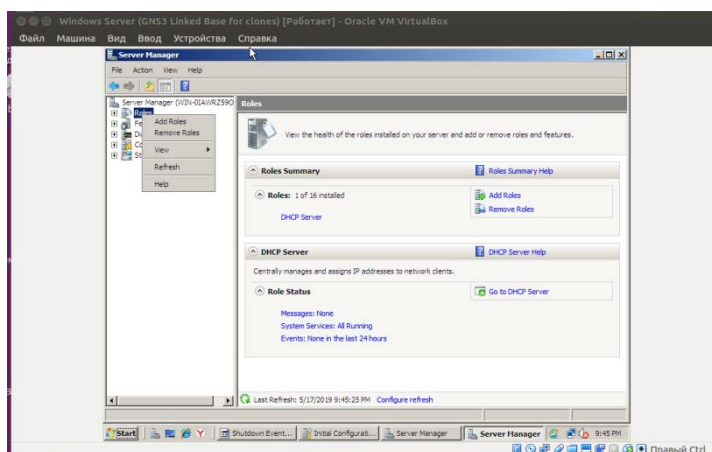 Windows Server (GNS3 Linked Base for clones) [Работает] - Oracle VM VirtualBox
Файл Машина Вид Ввод Устройства Справка
Server Manager
File Action View Help
Server Manager (WIN-0IAWRZ59O
Roles
Roles
Add Roles
Remove Roles
View
Refresh
Help
View the health of the roles installed on your server and add or remove roles and features.
Roles Summary
Roles Summary Help
Roles: 1 of 16 installed
Add Roles
Remove Roles
DHCP Server
DHCP Server
DHCP Server Help
Centrally manages and assigns IP addresses to network clients.
Role Status
Go to DHCP Server
Messages: None
System Services: All Running
Events: None in the last 24 hours
Last Refresh: 5/17/2019 9:45:25 PM Configure refresh
Start Shutdown Event... Initial Configurati... Server Manager Server Manager 9:45 PM
Правый Ctrl